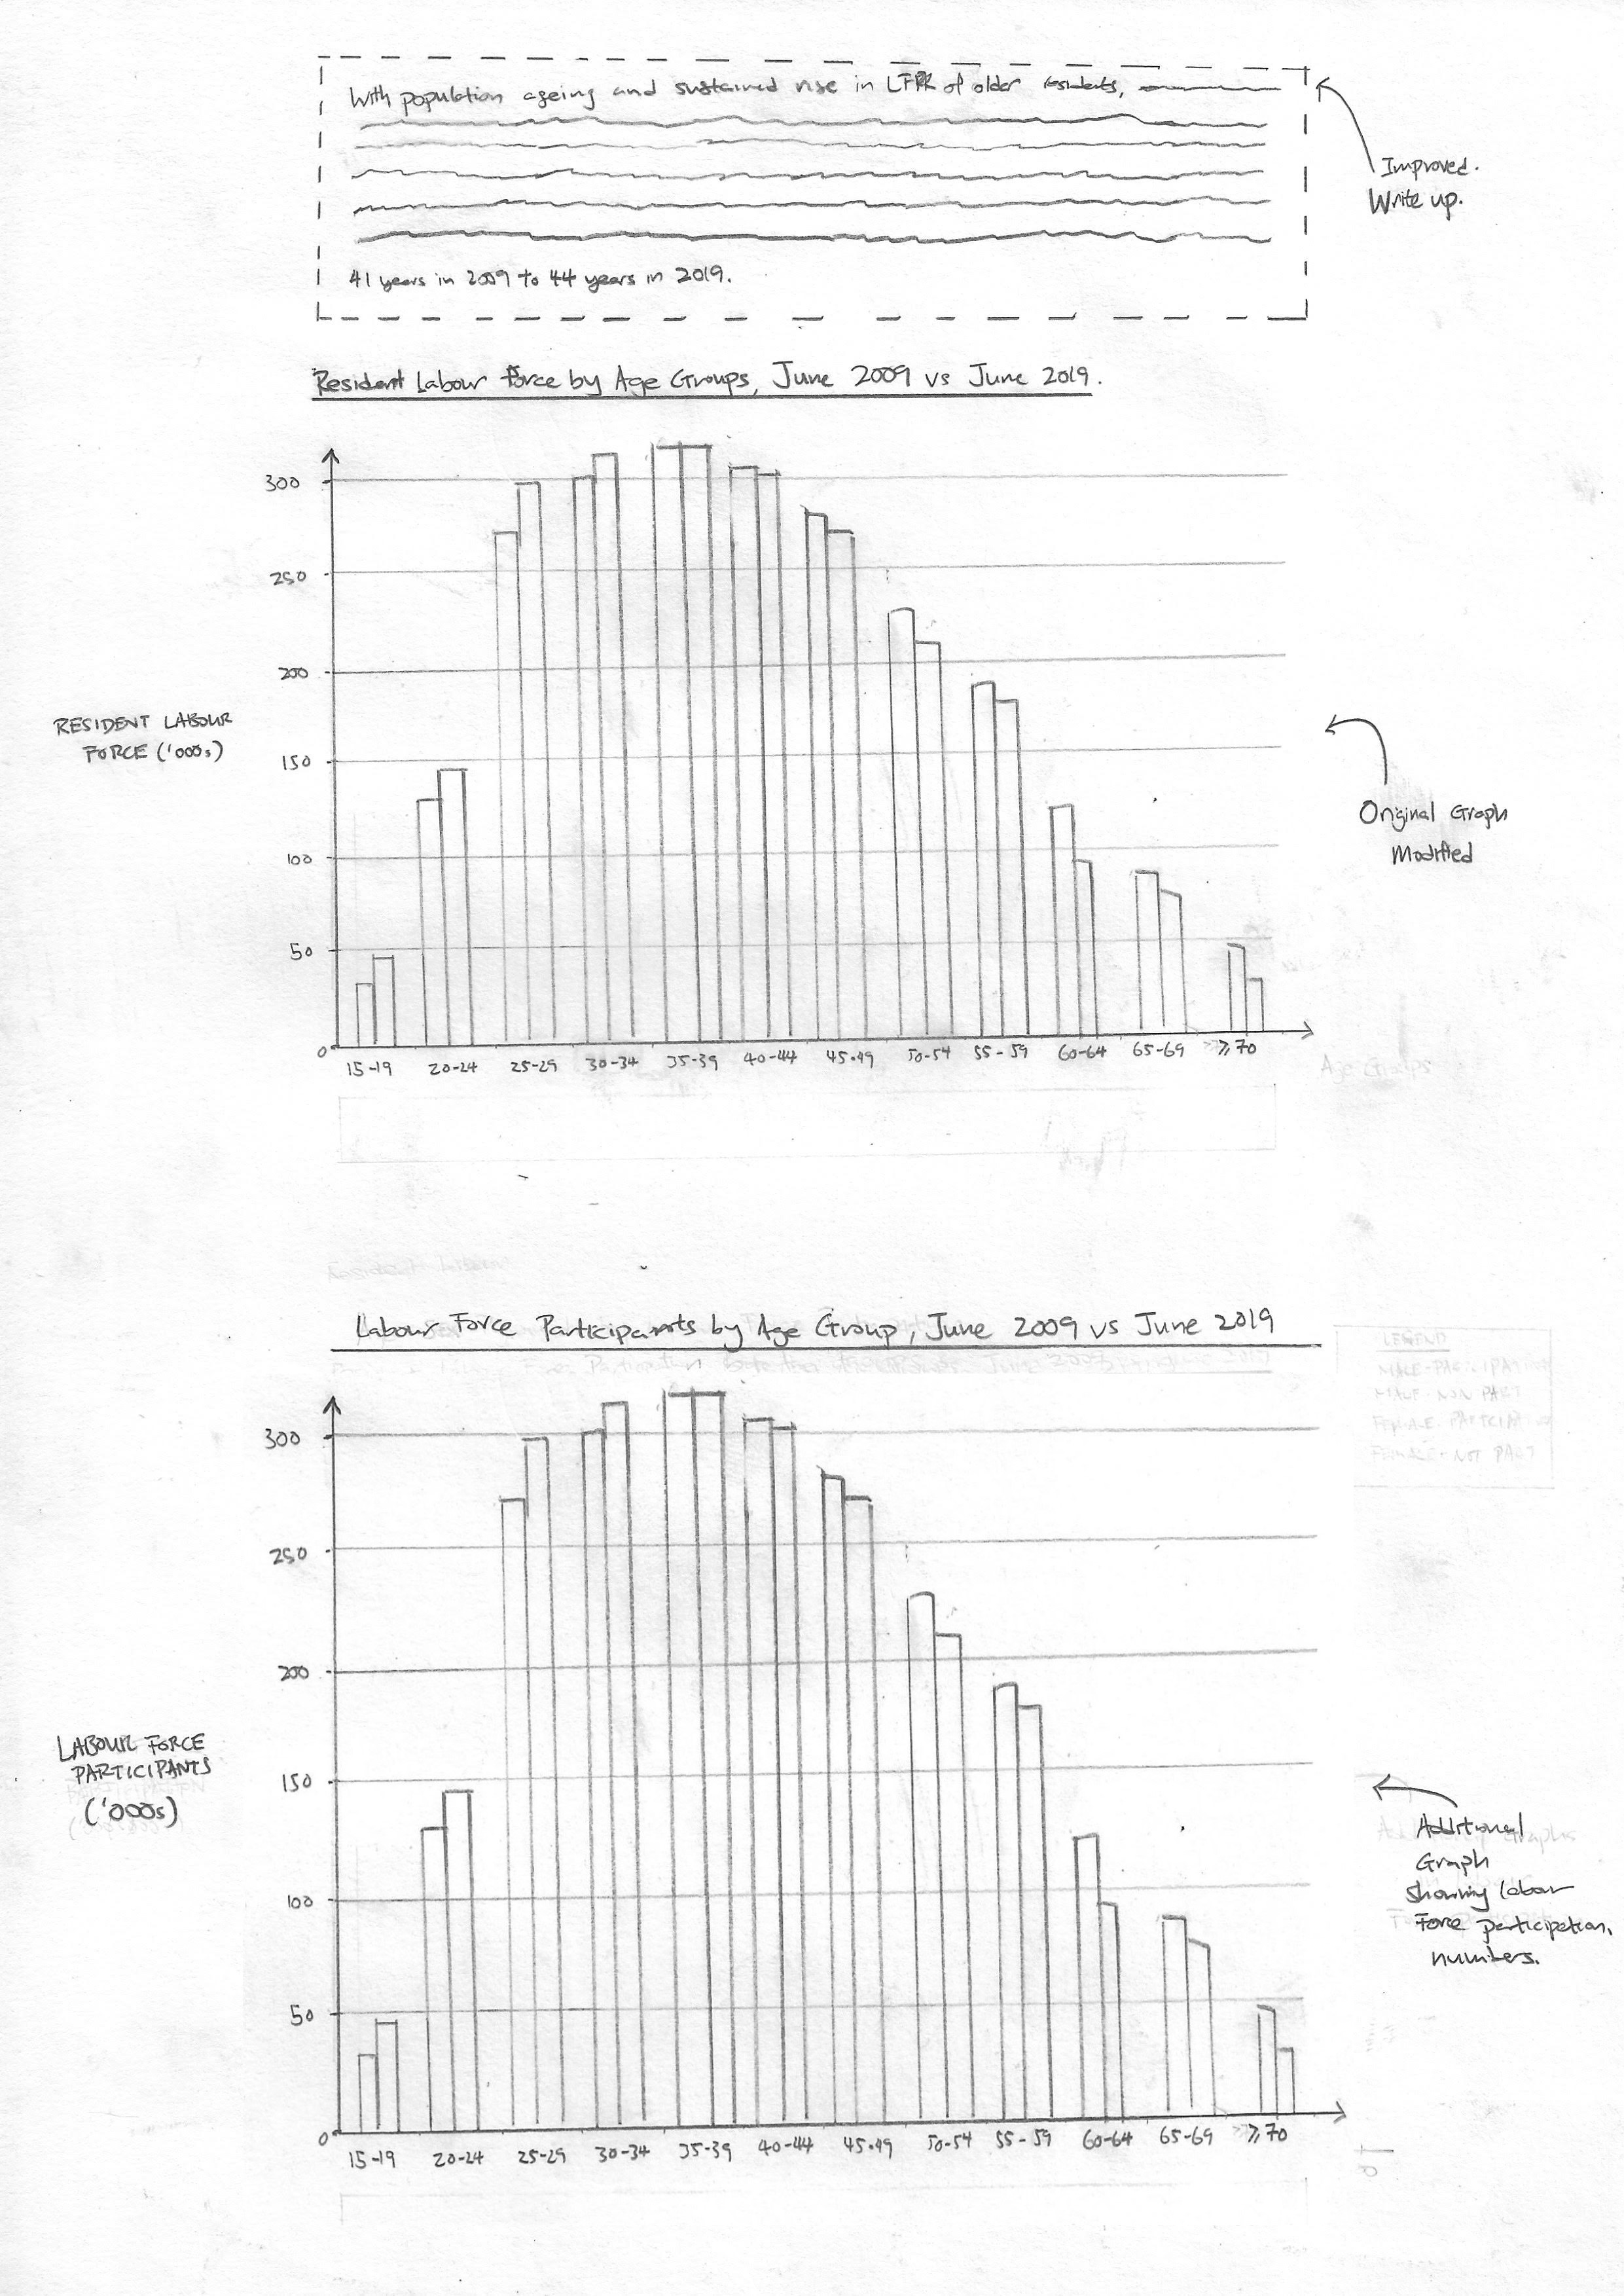 With population ageing and sustained rise in LFPR of older residents,
41 years in 2009 to 44 years in 2019.
Improved.
Write up.
Resident Labour Force by Age Groups, June 2009 vs June 2019.
300
250
200
150
100
50
0
RESIDENT LABOUR
FORCE ('000s)
15-19 20-24 25-29 30-34 35-39 40-44 45-49 50-54 55-59 60-64 65-69 ≥70
Age Groups
Original Graph
Modified
Labour Force Participants by Age Group, June 2009 vs June 2019
LEGEND
300
250
200
150
100
50
0
LABOUR FORCE
PARTICIPANTS
('000s)
15-19 20-24 25-29 30-34 35-39 40-44 45-49 50-54 55-59 60-64 65-69 ≥70
Additional
Graph
showing labour
Force participation
numbers.